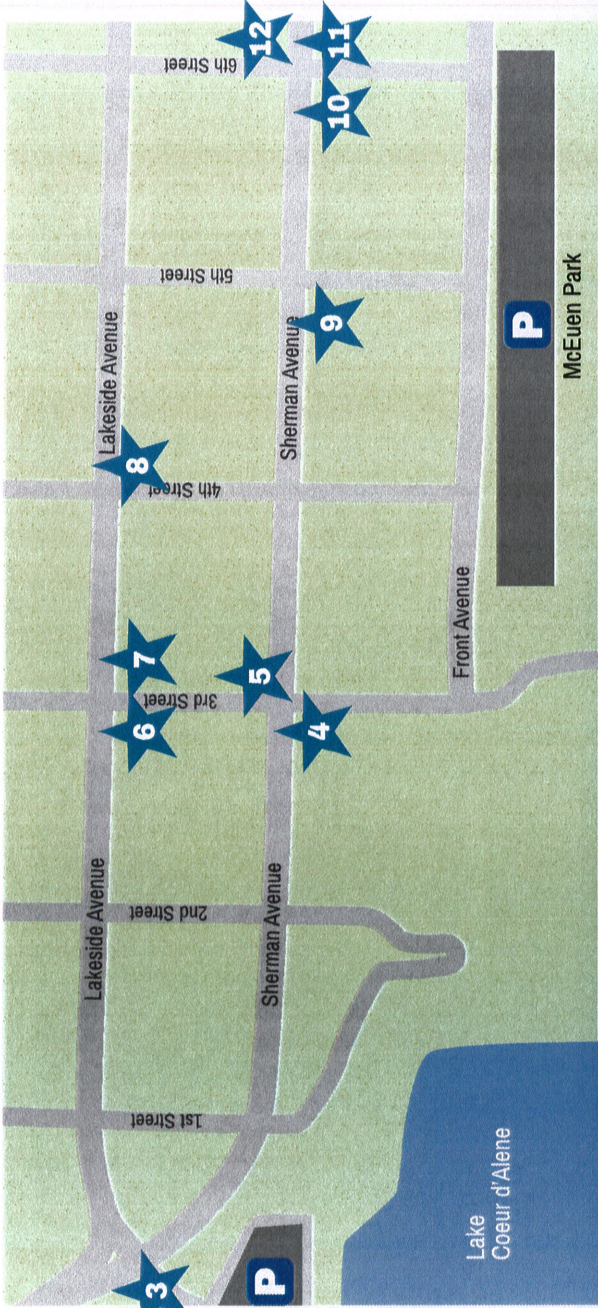 12
11
6th Street
10
5th Street
Lakeside Avenue
Sherman Avenue
9
P
McEuen Park
8
4th Street
Front Avenue
7
5
3rd Street
6
4
Lakeside Avenue
2nd Street
Sherman Avenue
1st Street
Lake
Coeur d'Alene
3
P